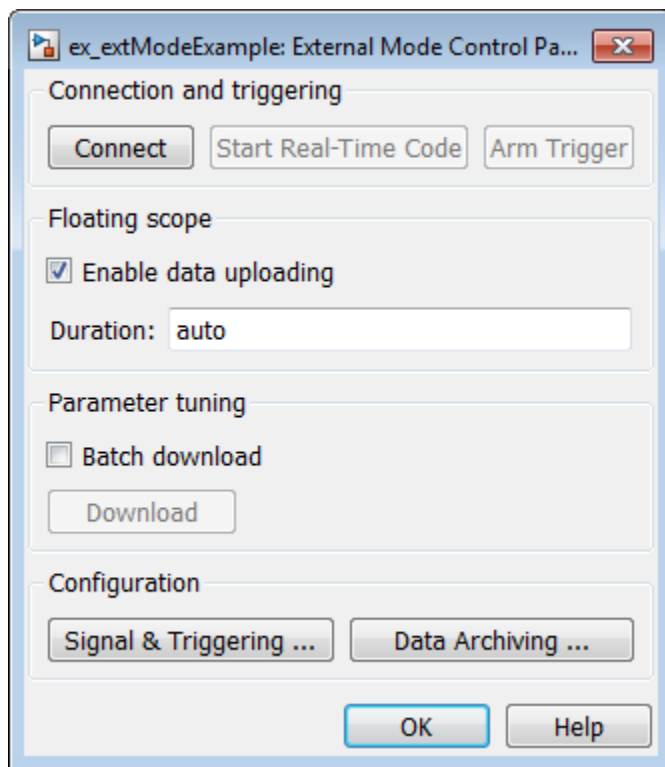 ex_extModeExample: External Mode Control Pa...
Connection and triggering
Connect Start Real-Time Code Arm Trigger
Floating scope
Enable data uploading
Duration: auto
Parameter tuning
Batch download
Download
Configuration
Signal & Triggering ... Data Archiving ...
OK Help